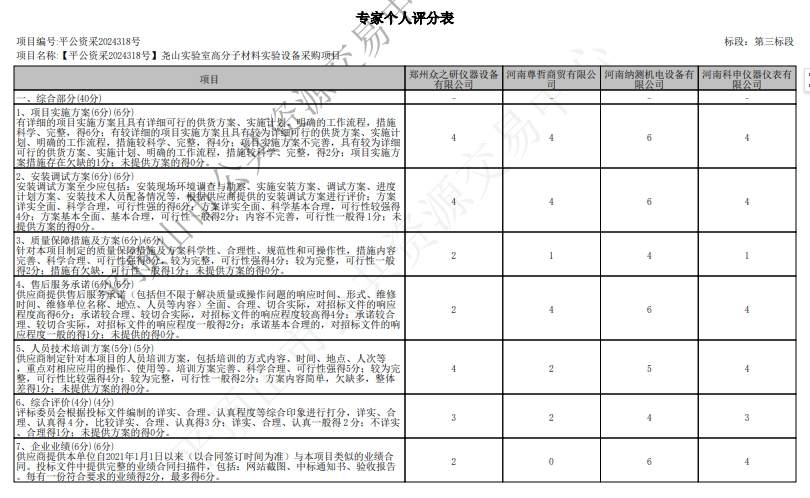 专家个人评分表
项目编号:平公资采2024318号 标段：第三标段
项目名称:【平公资采2024318号】尧山实验室高分子材料实验设备采购项目
项目 郑州众之研仪器设备有限公司 河南尊哲商贸有限公司 河南纳测机电设备有限公司 河南科申仪器仪表有限公司
一、综合部分(40分) - - - -
1、项目实施方案(6分)(6分)
有详细的项目实施方案且具有详细可行的供货方案、实施计划、明确的工作流程，措施
科学、完整，得6分；有较详细的项目实施方案且具有较为详细可行的供货方案、实施计
划、明确的工作流程，措施较科学、完整，得4分；项目实施方案不完善，具有较为详细
可行的供货方案、实施计划、明确的工作流程，措施较科学、完整，得2分；项目实施方
案措施存在欠缺的1分；未提供方案的得0分。
4 4 6 4
2、安装调试方案(6分)(6分)
安装调试方案至少应包括：安装现场环境调查与勘察、实施安装方案、调试方案、进度
计划方案、安装技术人员配备情况等，根据供应商提供的安装调试方案进行评价：方案
详实全面、科学合理，可行性强的得6分；方案详实全面、科学基本合理，可行性较强得
4分；方案基本全面、基本合理，可行性一般得2分；内容不完善，可行性一般得1分；未
提供方案的得0分。
4 4 6 4
3、质量保障措施及方案(6分)(6分)
针对本项目制定的质量保障措施及方案科学性、合理性、规范性和可操作性，措施内容
完善、科学合理、可行性强得6分，较为完整，可行性强得4分；较为完整，可行性一般
得2分；措施有欠缺，可行性一般得1分；未提供方案的得0分。
2 1 4 1
4、售后服务承诺(6分)(6分)
供应商提供售后服务承诺（包括但不限于解决质量或操作问题的响应时间、形式、维修
时间、维修单位名称、地点、人员等内容）全面、合理、切合实际，对招标文件的响应
程度高得6分；承诺较合理、较切合实际，对招标文件的响应程度较高得4分；承诺较合
理、较切合实际，对招标文件的响应程度一般得2分；承诺基本合理的，对招标文件的响
应程度一般的得1分；未提供的得0分。
2 4 6 4
5、人员技术培训方案(5分)(5分)
供应商制定针对本项目的人员培训方案，包括培训的方式内容、时间、地点、人次等
，重点对相应应用的操作、使用等。培训方案完善、科学合理、可行性强得5分；较为完
整，可行性比较强得4分；较为完整，可行性一般得2分；方案内容简单，欠缺多，整体
差得1分；未提供方案的得0分。
4 2 5 4
6、综合评价(4分)(4分)
评标委员会根据投标文件编制的详实、合理、认真程度等综合印象进行打分，详实、合
理、认真得４分，比较详实、合理、认真得3分；详实、合理、认真一般得２分；不详实
、合理得1分；未提供方案的得0分。
3 2 4 3
7、企业业绩(6分)(6分)
供应商提供本单位自2021年1月1日以来（以合同签订时间为准）与本项目类似的业绩合
同。投标文件中提供完整的业绩合同扫描件，包括：网站截图、中标通知书、验收报告
。每有一份符合要求的业绩得2分，最多得6分。
2 0 6 4